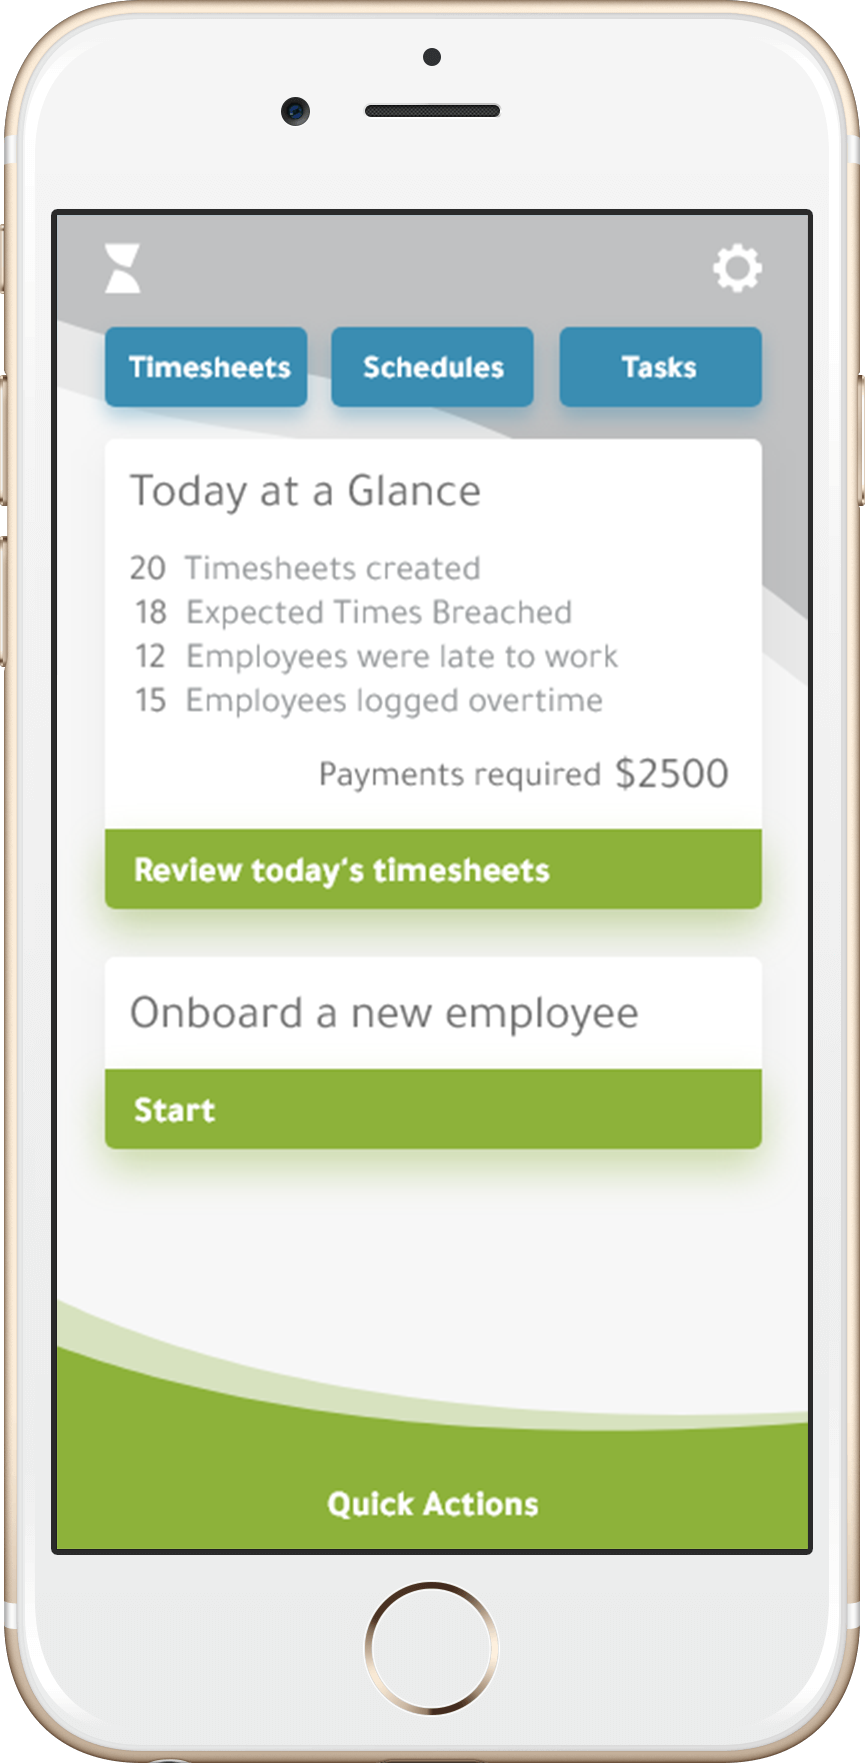 Timesheets Schedules Tasks
Today at a Glance
20 Timesheets created
18 Expected Times Breached
12 Employees were late to work
15 Employees logged overtime
Payments required $2500
Review today‘s timesheets
Onboard a new employee
Start
Quick Actions